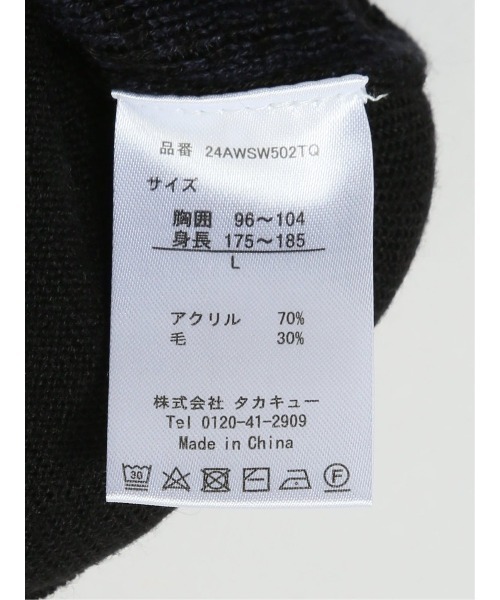 品番 24AWSW502TQ
サイズ
胸囲 96～104
身長 175～185
L
アクリル 70%
毛 30%
株式会社 タカキュー
Tel 0120-41-2909
Made in China
30 F